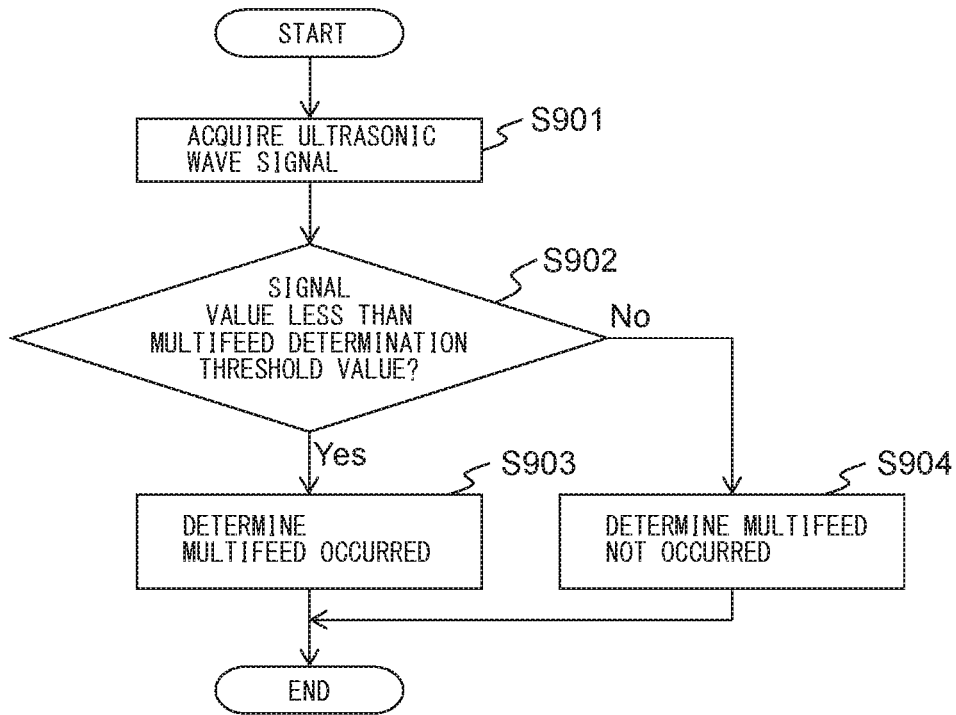 START
S901
ACQUIRE ULTRASONIC
WAVE SIGNAL
S902
SIGNAL
VALUE LESS THAN
MULTIFEED DETERMINATION
THRESHOLD VALUE?
No
Yes
S903
S904
DETERMINE
MULTIFEED OCCURRED
DETERMINE MULTIFEED
NOT OCCURRED
END